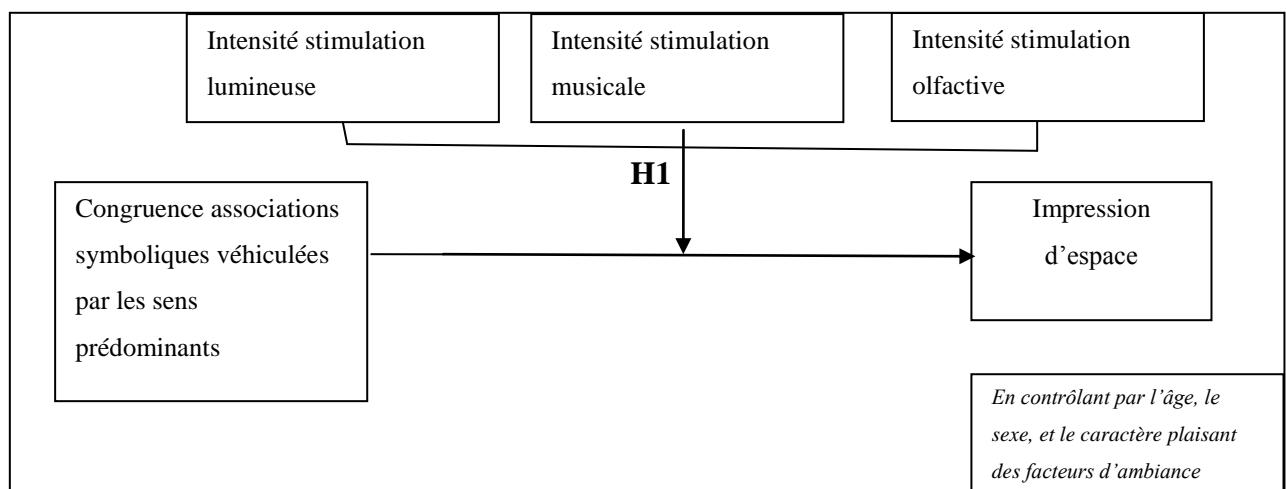 Intensité stimulation
lumineuse
Intensité stimulation
musicale
Intensité stimulation
olfactive
H1
Congruence associations
symboliques véhiculées
par les sens
prédominants
Impression
d’espace
En contrôlant par l’âge, le
sexe, et le caractère plaisant
des facteurs d’ambiance